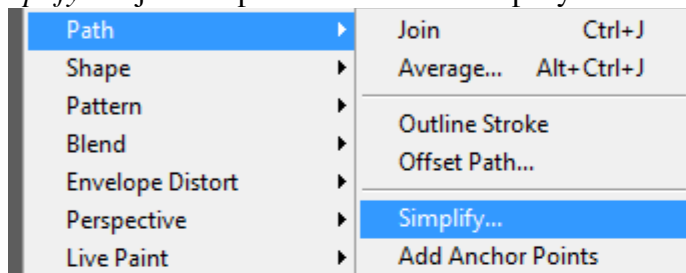 Path
Shape
Pattern
Blend
Envelope Distort
Perspective
Live Paint
Join Ctrl+J
Average... Alt+Ctrl+J
Outline Stroke
Offset Path...
Simplify...
Add Anchor Points